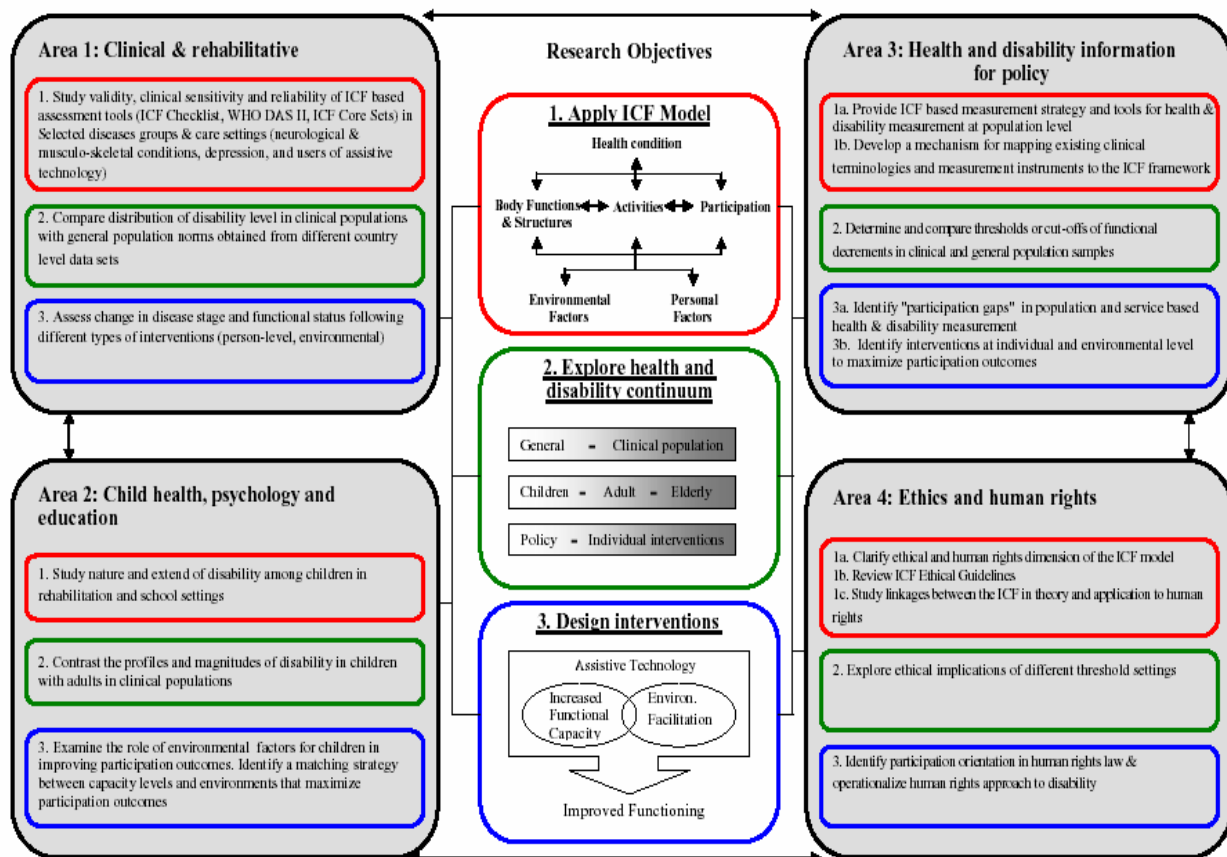 Area 1: Clinical & rehabilitative
1. Study validity, clinical sensitivity and reliability of ICF based
assessment tools (ICF Checklist, WHO DAS II, ICF Core Sets) in
Selected diseases groups & care settings (neurological &
musculo-skeletal conditions, depression, and users of assistive
technology)
2. Compare distribution of disability level in clinical populations
with general population norms obtained from different country
level data sets
3. Assess change in disease stage and functional status following
different types of interventions (person-level, environmental)
Area 2: Child health, psychology and
education
1. Study nature and extend of disability among children in
rehabilitation and school settings
2. Contrast the profiles and magnitudes of disability in children
with adults in clinical populations
3. Examine the role of environmental factors for children in
improving participation outcomes. Identify a matching strategy
between capacity levels and environments that maximize
participation outcomes
Research Objectives
1. Apply ICF Model
Health condition
Body Functions
& Structures
Activities
Participation
Environmental
Factors
Personal
Factors
2. Explore health and
disability continuum
General = Clinical population
Children = Adult = Elderly
Policy = Individual interventions
3. Design interventions
Assistive Technology
Increased
Functional
Capacity
Environ.
Facilitation
Improved Functioning
Area 3: Health and disability information
for policy
1a. Provide ICF based measurement strategy and tools for health &
disability measurement at population level
1b. Develop a mechanism for mapping existing clinical
terminologies and measurement instruments to the ICF framework
2. Determine and compare thresholds or cut-offs of functional
decrements in clinical and general population samples
3a. Identify "participation gaps" in population and service based
health & disability measurement
3b. Identify interventions at individual and environmental level
to maximize participation outcomes
Area 4: Ethics and human rights
1a. Clarify ethical and human rights dimension of the ICF model
1b. Review ICF Ethical Guidelines
1c. Study linkages between the ICF in theory and application to human
rights
2. Explore ethical implications of different threshold settings
3. Identify participation orientation in human rights law &
operationalize human rights approach to disability